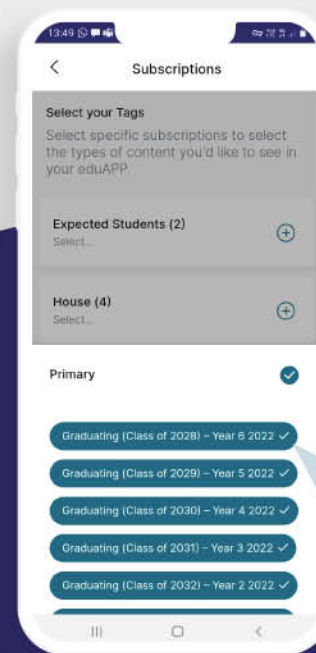 13:49
Subscriptions
Select your Tags
Select specific subscriptions to select
the types of content you'd like to see in
your eduAPP.
Expected Students (2)
Select...
House (4)
Select...
Primary
Graduating (Class of 2028) – Year 6 2022
Graduating (Class of 2029) – Year 5 2022
Graduating (Class of 2030) – Year 4 2022
Graduating (Class of 2031) – Year 3 2022
Graduating (Class of 2032) – Year 2 2022